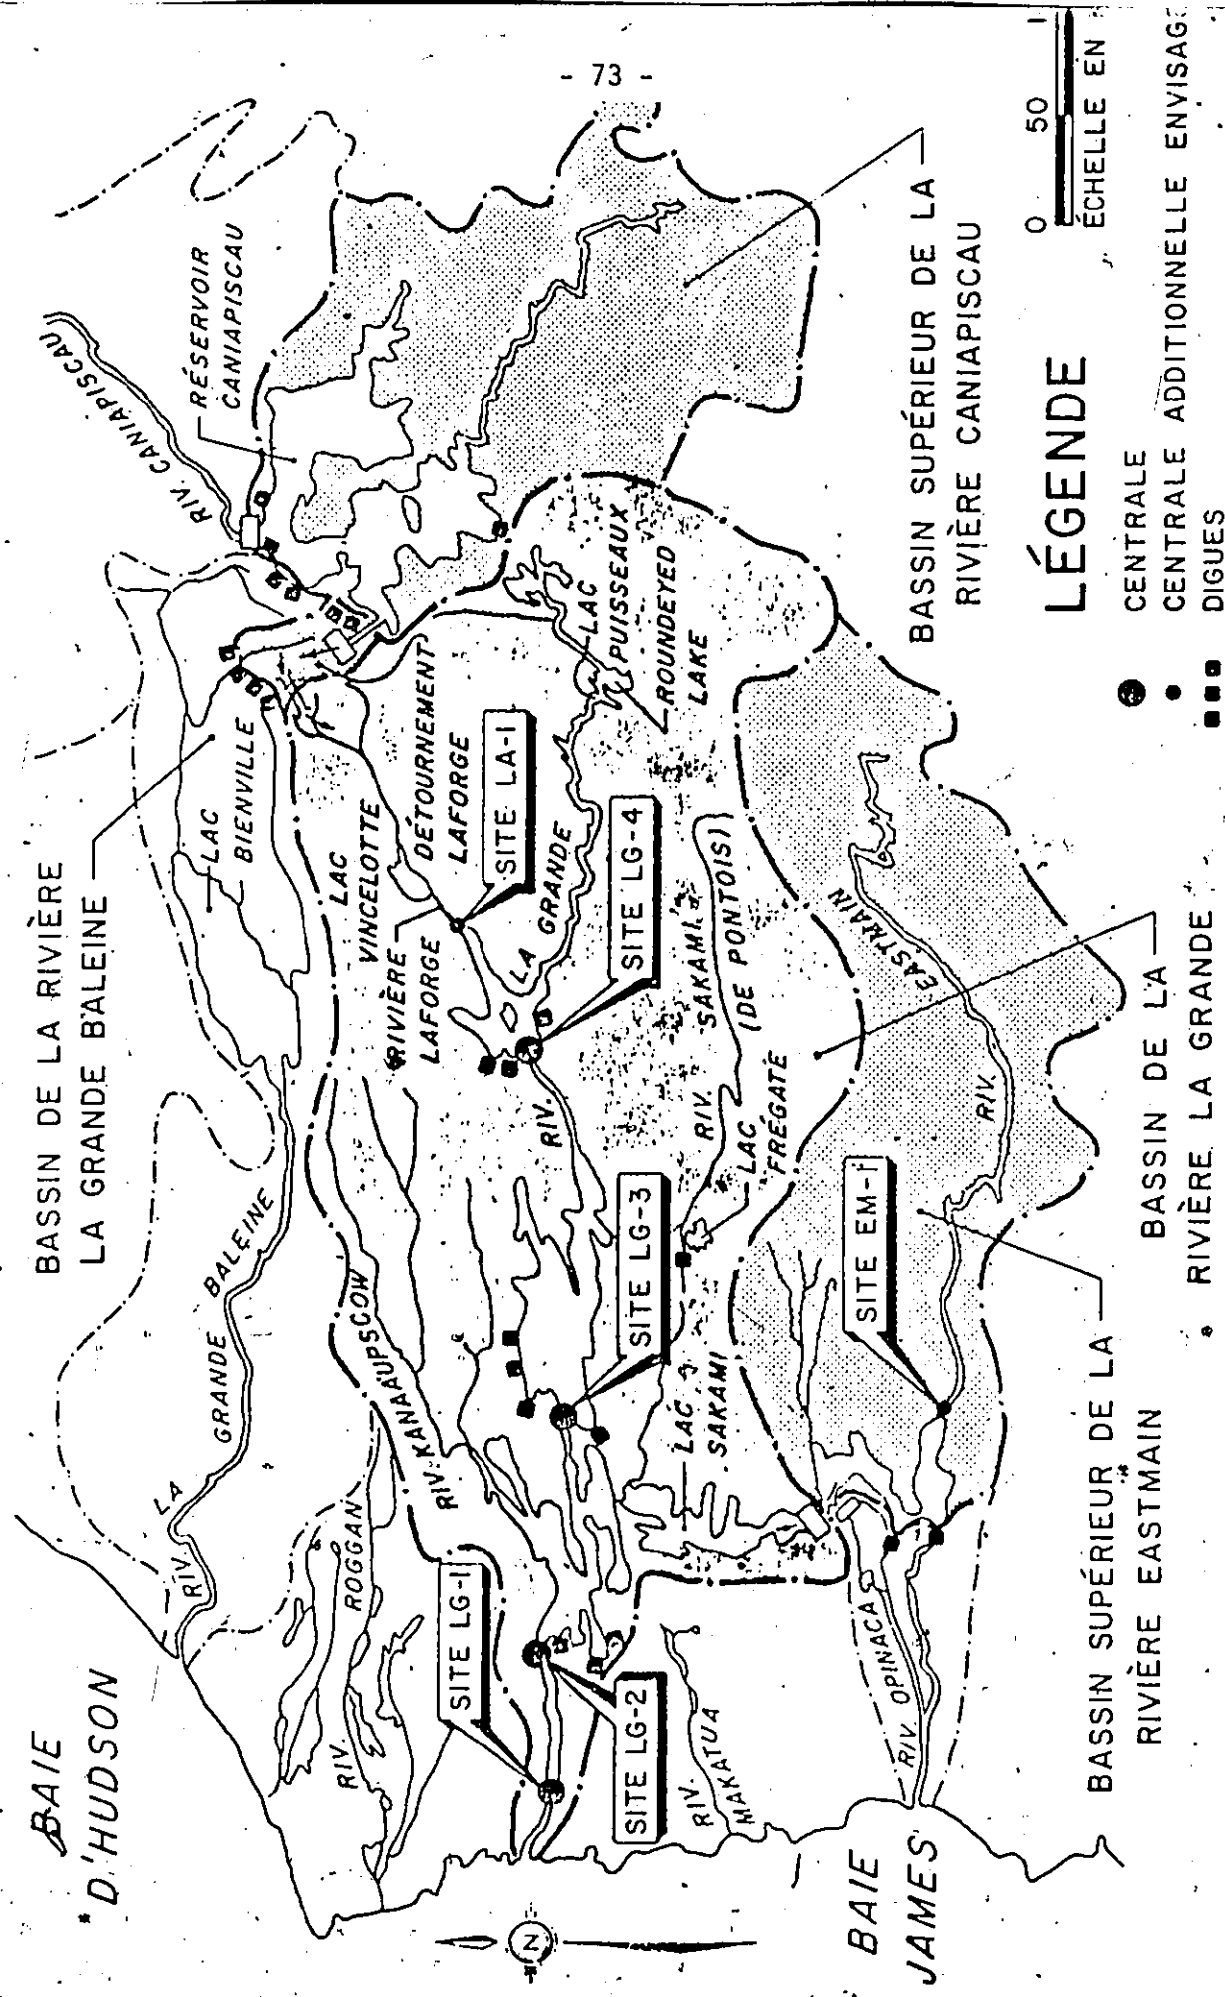 - 73 -
BAIE
D'HUDSON
BASSIN DE LA RIVIÈRE
LA GRANDE BALEINE
RIV. CANIAPISCAU
RÉSERVOIR
CANIAPISCAU
LAC
BIENVILLE
RIV. LA GRANDE BALEINE
RIV. ROGGAN
RIV. KANAAUPSCOW
LAC
VINCELOTTE
RIVIÈRE
LAFORGE
DÉTOURNEMENT
LAFORGE
SITE LA-1
LAC
PUISSEAUX
ROUNDEYED
LAKE
RIV. LA GRANDE
SITE LG-4
SITE LG-3
SITE LG-1
SITE LG-2
RIV. SAKAMI
(DE PONTOIS)
LAC
FRÉGATE
LAC
SAKAMI
RIV.
MAKATUA
SITE EM-1
RIV. EASTMAIN
RIV. OPINACA
BAIE
JAMES
N
BASSIN SUPÉRIEUR DE LA
RIVIÈRE CANIAPISCAU
BASSIN DE LA
RIVIÈRE LA GRANDE
BASSIN SUPÉRIEUR DE LA
RIVIÈRE EASTMAIN
0 50 1
ÉCHELLE EN
LÉGENDE
CENTRALE
CENTRALE ADDITIONNELLE ENVISAG
DIGUES